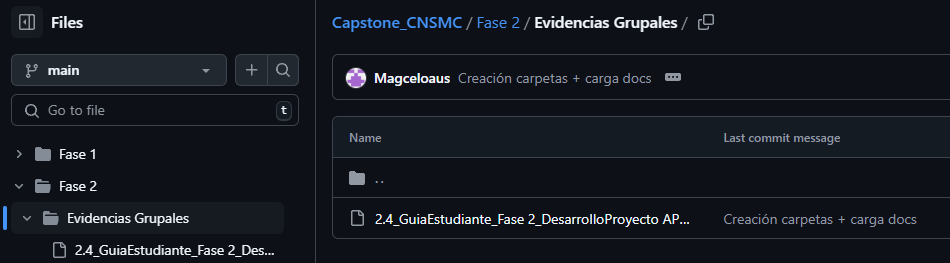 Files
main
Go to file
t
Fase 1
Fase 2
Evidencias Grupales
2.4_GuiaEstudiante_Fase 2_Des...
Capstone_CNSMC / Fase 2 / Evidencias Grupales /
Magceloaus Creación carpetas + carga docs
Name Last commit message
..
2.4_GuiaEstudiante_Fase 2_DesarrolloProyecto AP... Creación carpetas + carga docs